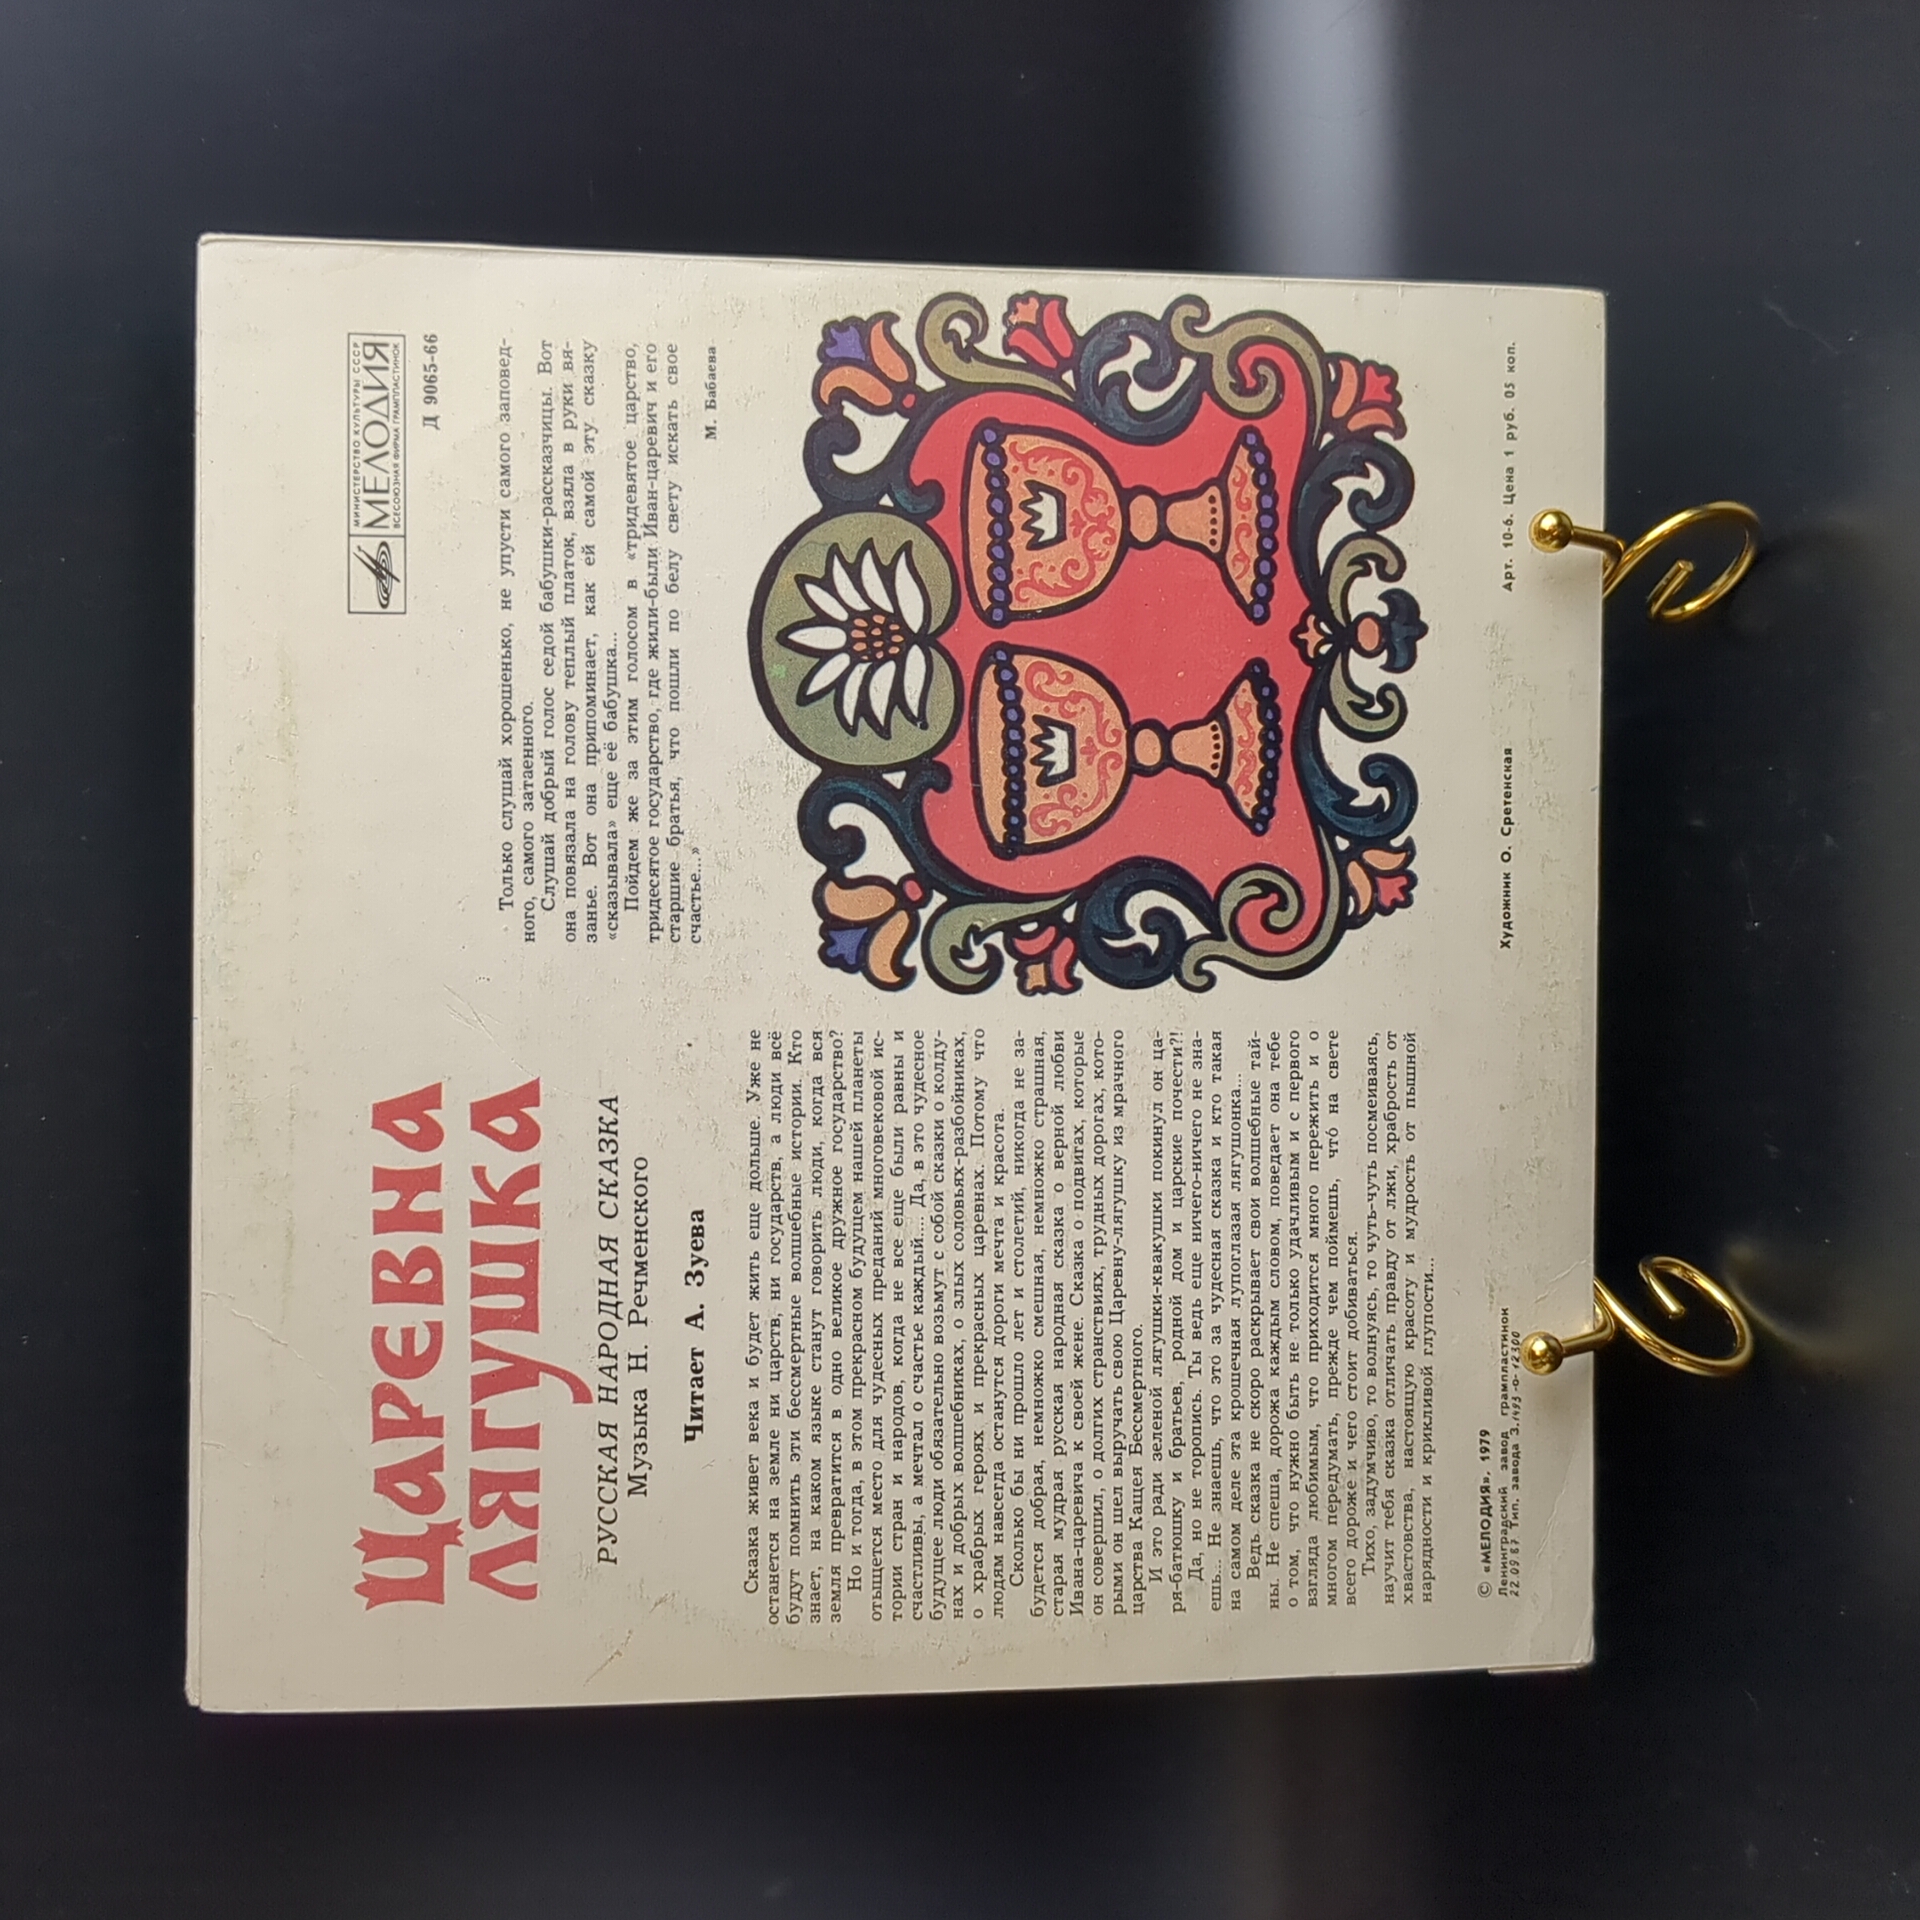 МИНИСТЕРСТВО КУЛЬТУРЫ СССР
МЕЛОДИЯ
ВСЕСОЮЗНАЯ ФИРМА ГРАМПЛАСТИНОК
Д 9065-66
ЦАРЕВНА
ЛЯГУШКА
РУССКАЯ НАРОДНАЯ СКАЗКА
Музыка Н. Речменского
Читает А. Зуева
Сказка живет века и будет жить еще дольше. Уже не
останется на земле ни царств, ни государств, а люди всё
будут помнить эти бессмертные волшебные истории. Кто
знает, на каком языке станут говорить люди, когда вся
земля превратится в одно великое дружное государство?
Но и тогда, в этом прекрасном будущем нашей планеты
отыщется место для чудесных преданий многовековой ис-
тории стран и народов, когда не все еще были равны и
счастливы, а мечтал о счастье каждый... Да, в это чудесное
будущее люди обязательно возьмут с собой сказки о колду-
нах и добрых волшебниках, о злых соловьях-разбойниках,
о храбрых героях и прекрасных царевнах. Потому что
людям навсегда останутся дороги мечта и красота.
Сколько бы ни прошло лет и столетий, никогда не за-
будется добрая, немножко смешная, немножко страшная,
старая мудрая русская народная сказка о верной любви
Ивана-царевича к своей жене. Сказка о подвигах, которые
он совершил, о долгих странствиях, трудных дорогах, кото-
рыми он шел выручать свою Царевну-лягушку из мрачного
царства Кащея Бессмертного.
И это ради зеленой лягушки-квакушки покинул он ца-
ря-батюшку и братьев, родной дом и царские почести?!
Да, но не торопись. Ты ведь еще ничего-ничего не зна-
ешь... Не знаешь, что это за чудесная сказка и кто такая
на самом деле эта крошечная лупоглазая лягушонка...
Ведь сказка не скоро раскрывает свои волшебные тай-
ны. Не спеша, дорожа каждым словом, поведает она тебе
о том, что нужно быть не только удачливым и с первого
взгляда любимым, что приходится много пережить и о
многом передумать, прежде чем поймешь, что́ на свете
всего дороже и чего стоит добиваться.
Тихо, задумчиво, то волнуясь, то чуть-чуть посмеиваясь,
научит тебя сказка отличать правду от лжи, храбрость от
хвастовства, настоящую красоту и мудрость от пышной
нарядности и крикливой глупости...
Только слушай хорошенько, не упусти самого заповед-
ного, самого затаенного.
Слушай добрый голос седой бабушки-рассказчицы. Вот
она повязала на голову теплый платок, взяла в руки вя-
занье. Вот она припоминает, как ей самой эту сказку
«сказывала» еще её бабушка...
Пойдем же за этим голосом в «тридевятое царство,
тридесятое государство, где жили-были Иван-царевич и его
старшие братья, что пошли по белу свету искать свое
счастье...»
М. Бабаева
© «МЕЛОДИЯ», 1979
Ленинградский завод грампластинок
22.09.87 Тип. завода З.1493-0-12300
Художник О. Сретенская
Арт. 10-6. Цена 1 руб. 05 коп.